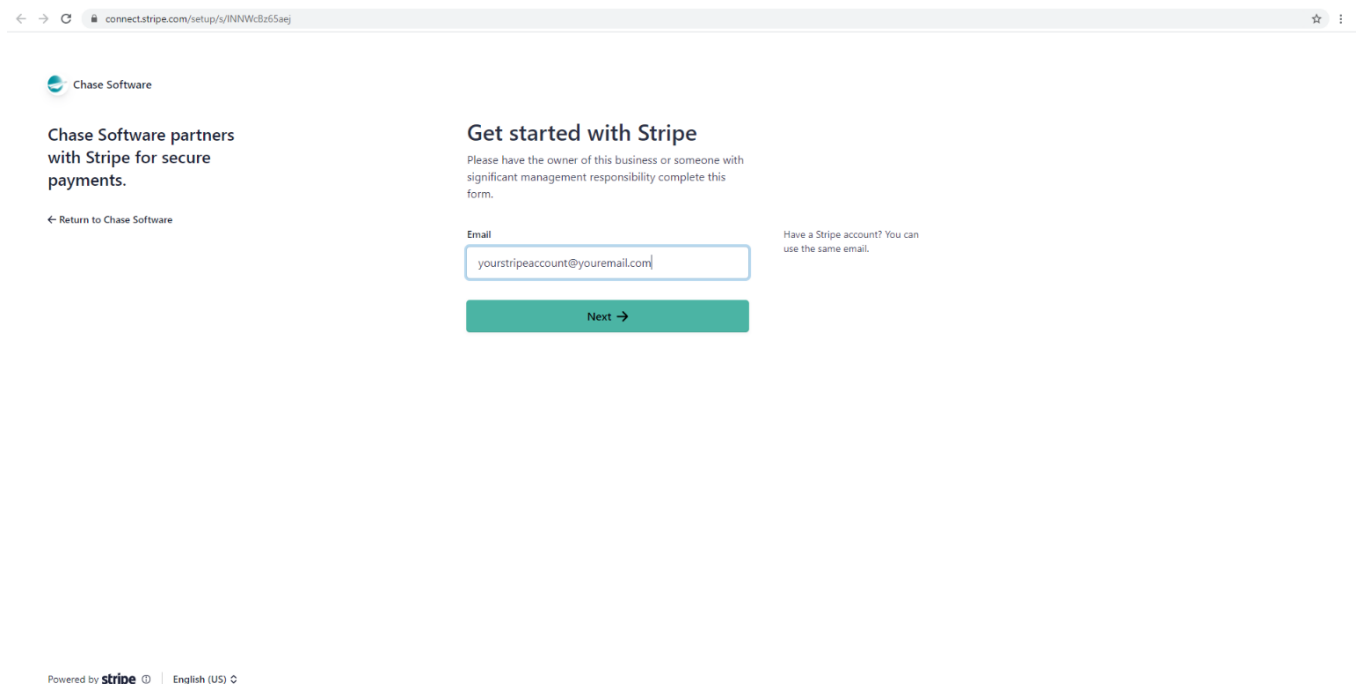 connect.stripe.com/setup/s/INNWcBz65aej
Chase Software
Chase Software partners
with Stripe for secure
payments.
← Return to Chase Software
Get started with Stripe
Please have the owner of this business or someone with
significant management responsibility complete this
form.
Email
yourstripeaccount@youremail.com
Have a Stripe account? You can
use the same email.
Next →
Powered by stripe
English (US)